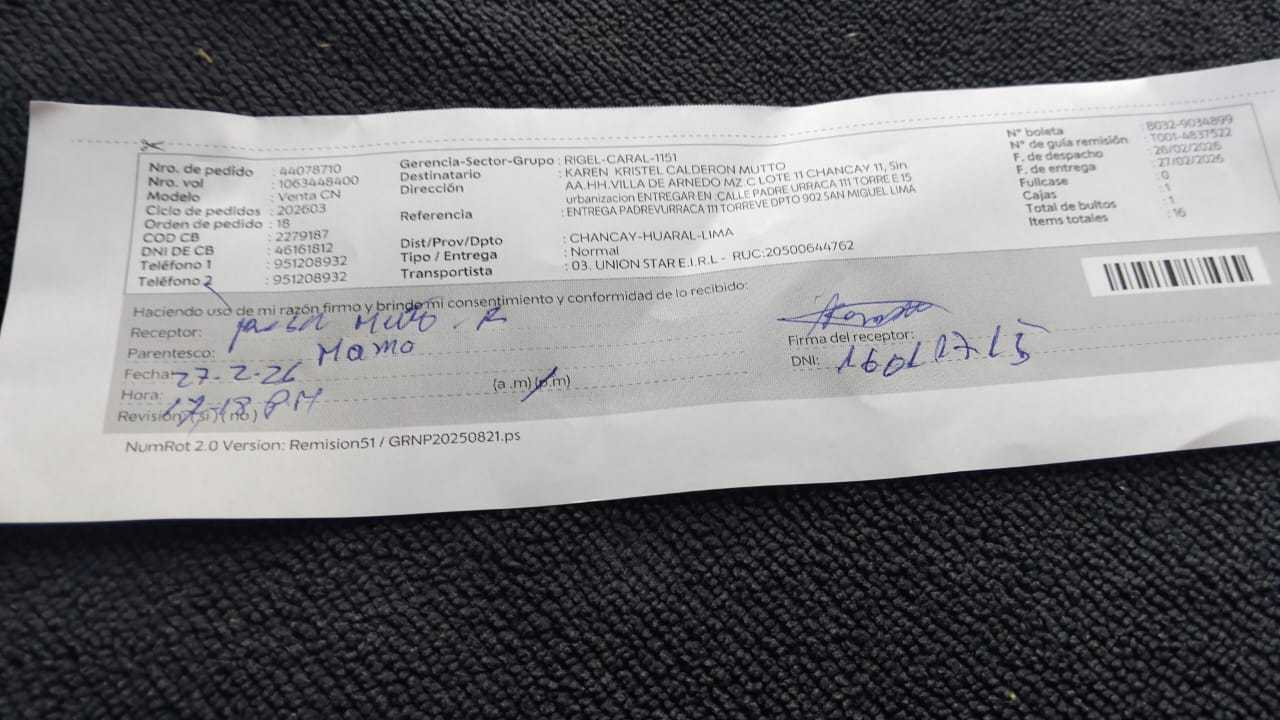 Nro. de pedido : 44078710
Nro. vol : 1063448400
Modelo : Venta CN
Ciclo de pedidos : 202603
Orden de pedido : 18
COD CB : 2279187
DNI DE CB : 46161812
Teléfono 1 : 951208932
Teléfono 2 : 951208932
Gerencia-Sector-Grupo : RIGEL-CARAL-1151
Destinatario : KAREN KRISTEL CALDERON MUTTO
Dirección : AA.HH.VILLA DE ARNEDO MZ C LOTE 11 CHANCAY 11, Sin
urbanizacion ENTREGAR EN :CALLE PADRE URRACA 111 TORRE E 15
Referencia : ENTREGA PADREVURRACA 111 TORREVE DPTO 902 SAN MIGUEL LIMA
Dist/Prov/Dpto : CHANCAY-HUARAL-LIMA
Tipo / Entrega : Normal
Transportista : 03. UNION STAR E.I.R.L - RUC:20500644762
N° boleta : B032-9034899
N° de guía remisión : T001-4837522
F. de despacho : 26/02/2026
F. de entrega : 27/02/2026
Fullcase : 0
Cajas : 1
Total de bultos : 1
Items totales : 16
Haciendo uso de mi razón firmo y brindo mi consentimiento y conformidad de lo recibido:
Receptor:
Parentesco: Mamo
Fecha: 27-2-26
Hora: 17:18 PM (a .m) (p.m)
Revisión (si) (no)
Firma del receptor:
DNI: 16011715
NumRot 2.0 Version: Remision51 / GRNP20250821.ps